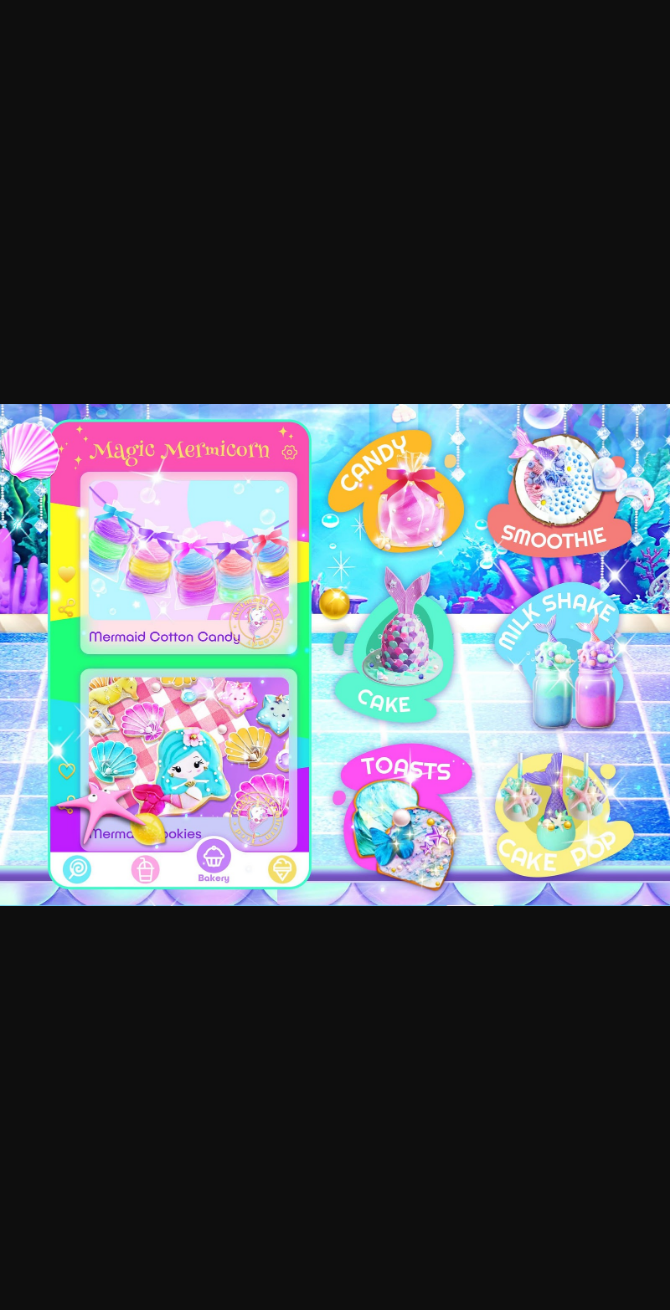 Magic Mermicorn
Mermaid Cotton Candy
Bakery
CANDY
SMOOTHIE
CAKE
MILK SHAKE
TOASTS
CAKE POP